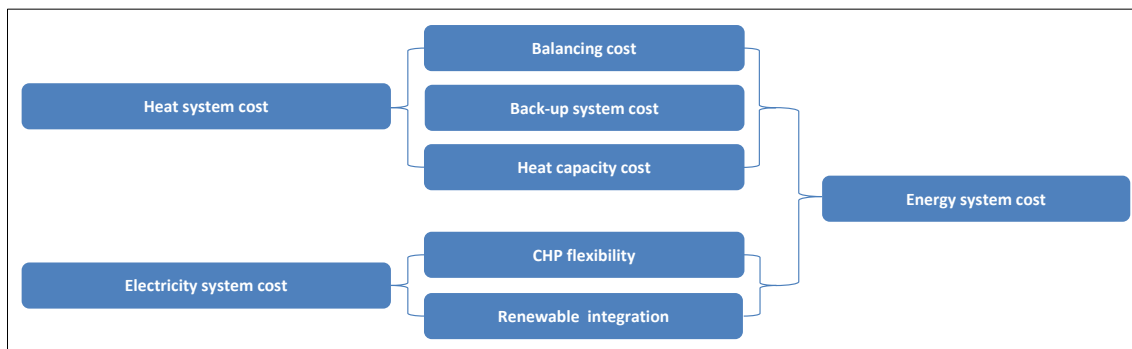 Balancing cost
Heat system cost
Back-up system cost
Heat capacity cost
Energy system cost
CHP flexibility
Electricity system cost
Renewable  integration